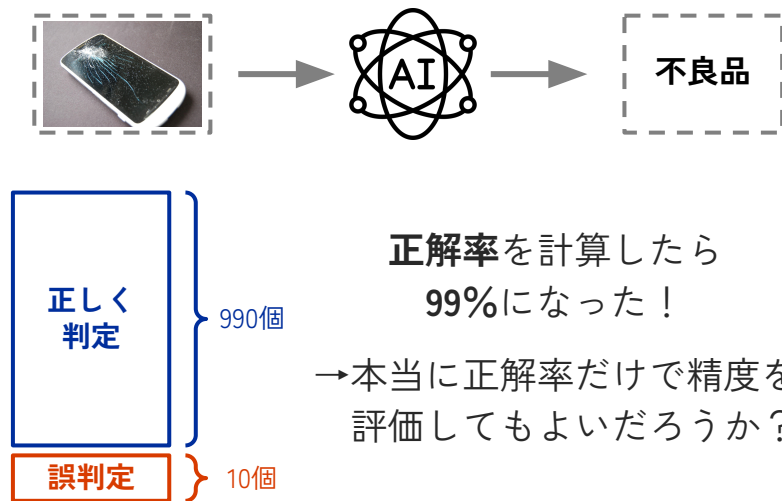 AI
不良品
正しく
判定
990個
誤判定
10個
正解率を計算したら
99%になった！
→本当に正解率だけで精度を
評価してもよいだろうか？